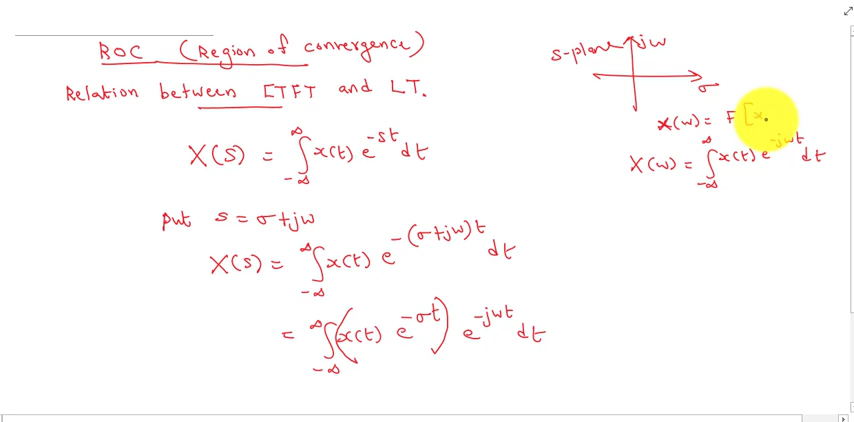 ROC (Region of convergence)
Relation between CTFT and LT.
X(s) = ∫_{-∞}^{∞} x(t) e^{-st} dt
put s = σ+jw
X(s) = ∫_{-∞}^{∞} x(t) e^{-(σ+jw)t} dt
= ∫_{-∞}^{∞} (x(t) e^{-σt}) e^{-jwt} dt
s-plane jw
σ
X(w) = F[x
X(w) = ∫_{-∞}^{∞} x(t) e^{-jwt} dt